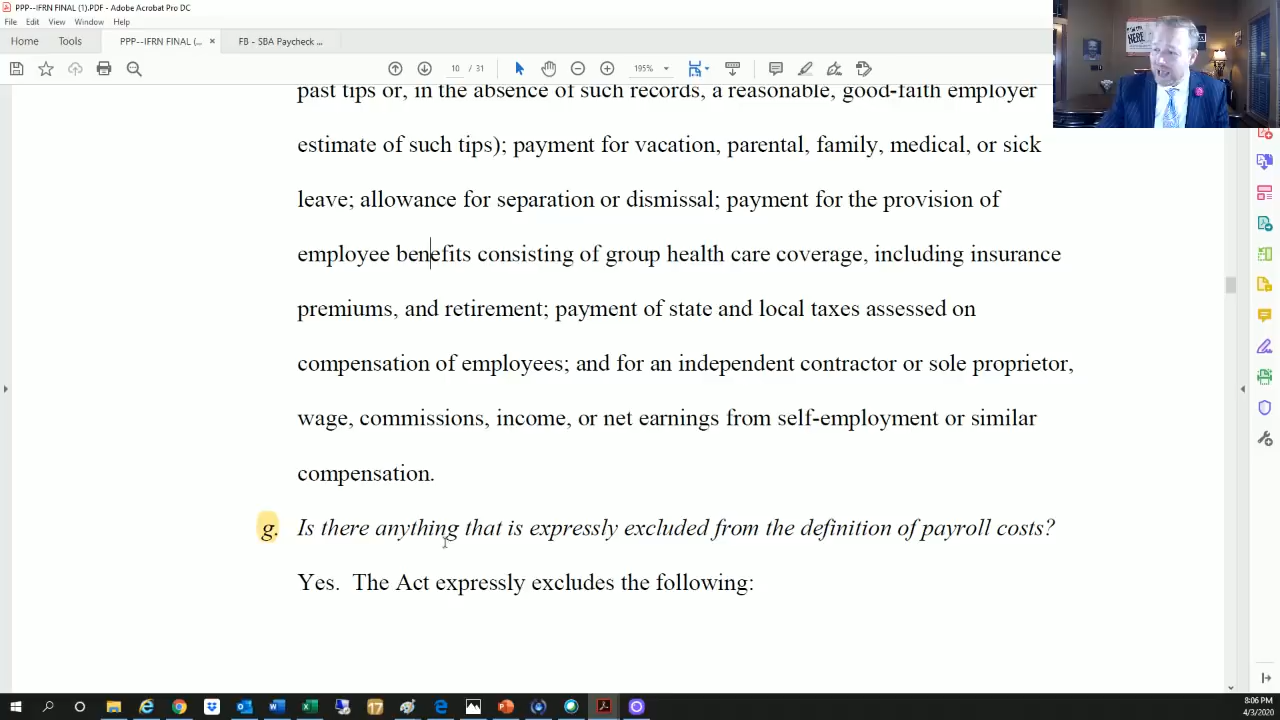 PPP--IFRN FINAL (1).PDF - Adobe Acrobat Pro DC
File Edit View Window Help
Home Tools PPP--IFRN FINAL (... × FB - SBA Paycheck ...
10 / 31 195%
past tips or, in the absence of such records, a reasonable, good-faith employer
estimate of such tips); payment for vacation, parental, family, medical, or sick
leave; allowance for separation or dismissal; payment for the provision of
employee benefits consisting of group health care coverage, including insurance
premiums, and retirement; payment of state and local taxes assessed on
compensation of employees; and for an independent contractor or sole proprietor,
wage, commissions, income, or net earnings from self-employment or similar
compensation.
g. Is there anything that is expressly excluded from the definition of payroll costs?
Yes. The Act expressly excludes the following:
HERE
17
8:06 PM
4/3/2020